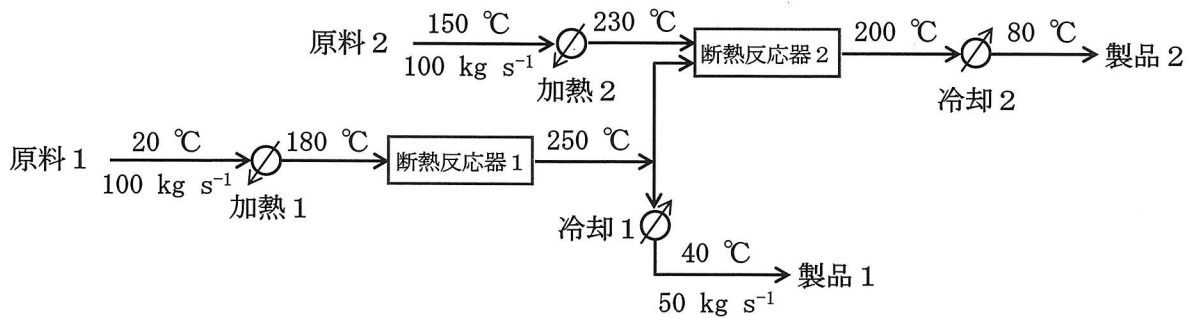 原料2
150 ℃
100 kg s⁻¹
加熱2
230 ℃
断熱反応器2
200 ℃
冷却2
80 ℃
製品2
原料1
20 ℃
100 kg s⁻¹
加熱1
180 ℃
断熱反応器1
250 ℃
冷却1
40 ℃
50 kg s⁻¹
製品1